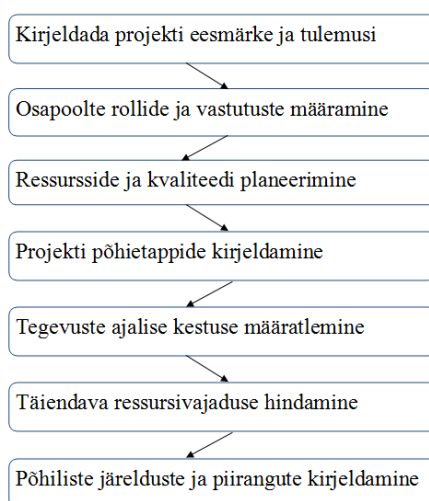 Kirjeldada projekti eesmärke ja tulemusi
Osapoolte rollide ja vastutuste määramine
Ressursside ja kvaliteedi planeerimine
Projekti põhietappide kirjeldamine
Tegevuste ajalise kestuse määratlemine
Täiendava ressursivajaduse hindamine
Põhiliste järelduste ja piirangute kirjeldamine